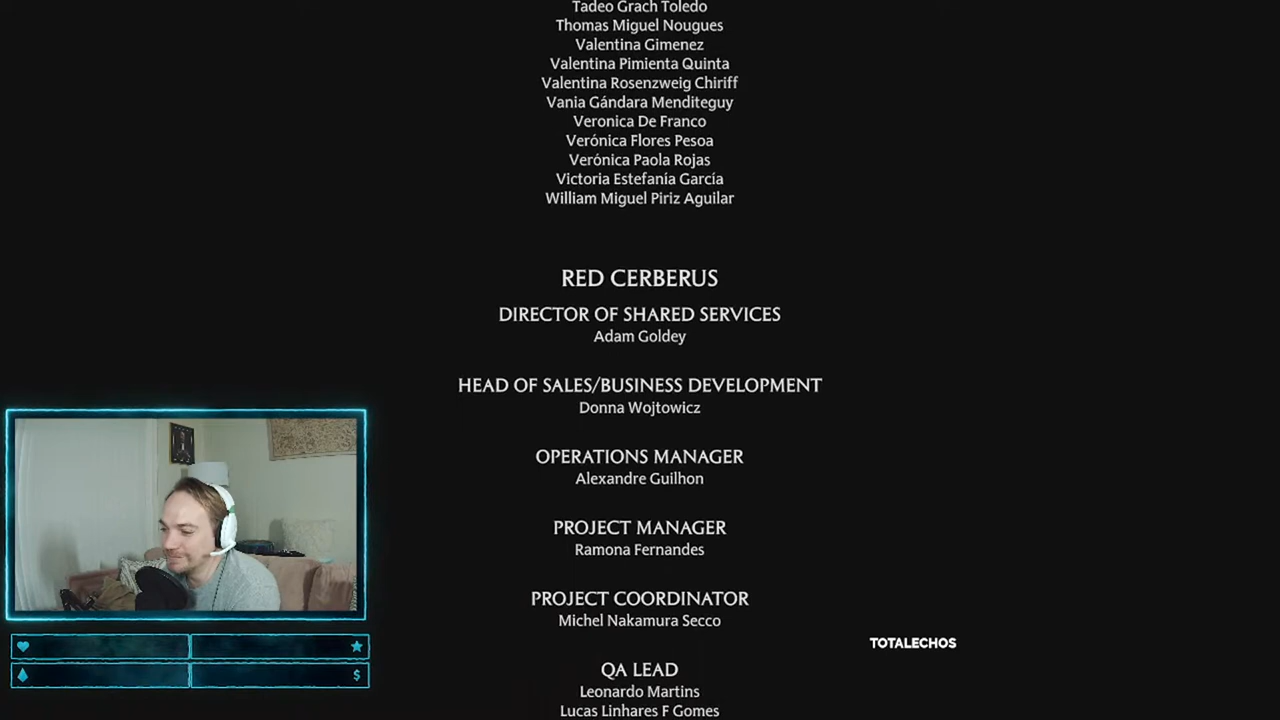 Tadeo Grach Toledo
Thomas Miguel Nougues
Valentina Gimenez
Valentina Pimienta Quinta
Valentina Rosenzweig Chiriff
Vania Gándara Menditeguy
Veronica De Franco
Verónica Flores Pesoa
Verónica Paola Rojas
Victoria Estefanía García
William Miguel Piriz Aguilar
RED CERBERUS
DIRECTOR OF SHARED SERVICES
Adam Goldey
HEAD OF SALES/BUSINESS DEVELOPMENT
Donna Wojtowicz
OPERATIONS MANAGER
Alexandre Guilhon
PROJECT MANAGER
Ramona Fernandes
PROJECT COORDINATOR
Michel Nakamura Secco
QA LEAD
Leonardo Martins
Lucas Linhares F Gomes
TOTALECHOS
$